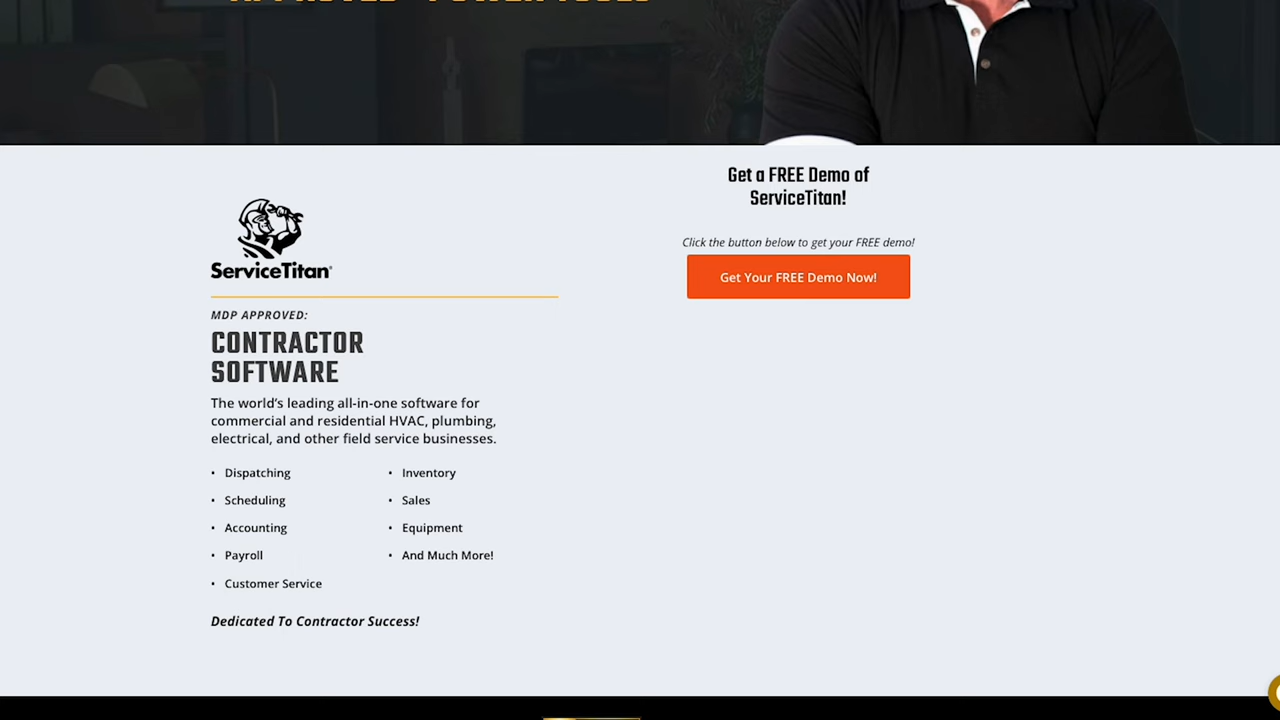 Get a FREE Demo of
ServiceTitan!
Click the button below to get your FREE demo!
Get Your FREE Demo Now!
ServiceTitan®
MDP APPROVED:
CONTRACTOR
SOFTWARE
The world's leading all-in-one software for
commercial and residential HVAC, plumbing,
electrical, and other field service businesses.
• Dispatching
• Scheduling
• Accounting
• Payroll
• Customer Service
• Inventory
• Sales
• Equipment
• And Much More!
Dedicated To Contractor Success!